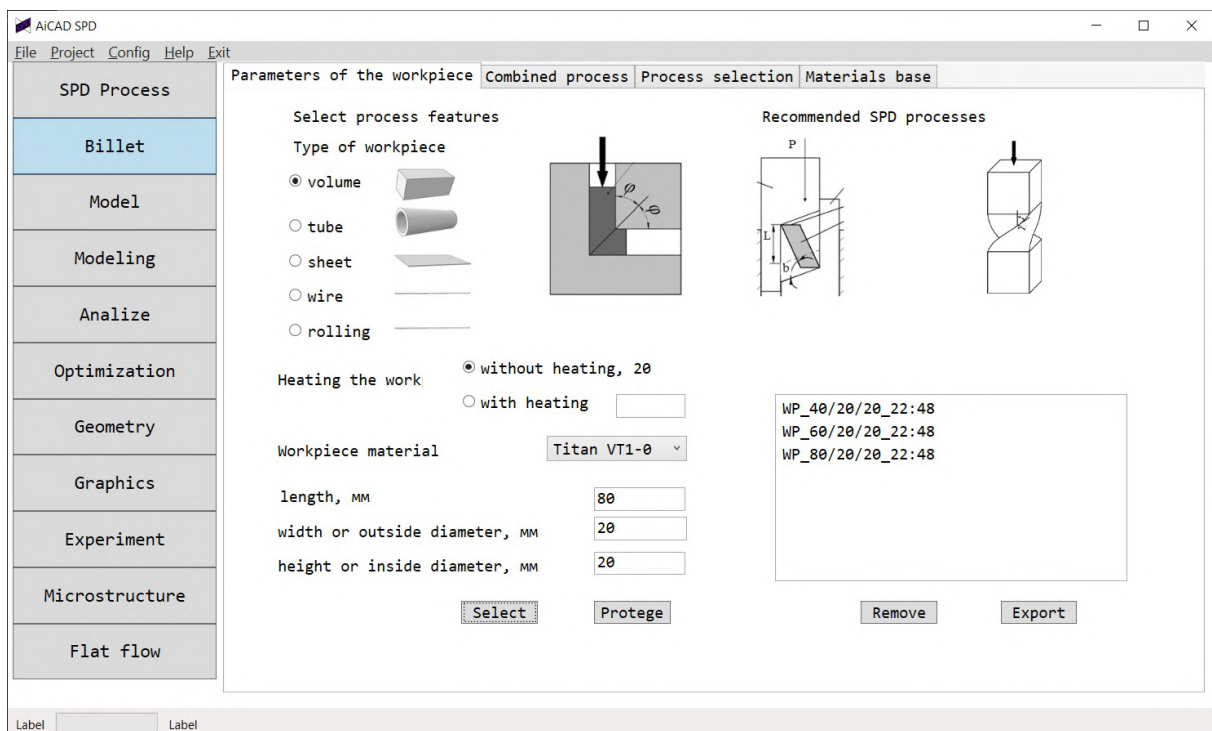 AiCAD SPD
File Project Config Help Exit
SPD Process
Billet
Model
Modeling
Analize
Optimization
Geometry
Graphics
Experiment
Microstructure
Flat flow
Parameters of the workpiece Combined process Process selection Materials base
Select process features
Type of workpiece
volume
tube
sheet
wire
rolling
φ
φ
Recommended SPD processes
P
L
b
Heating the work
without heating, 20
with heating
Workpiece material Titan VT1-0
length, мм 80
width or outside diameter, мм 20
height or inside diameter, мм 20
Select Protege
WP_40/20/20_22:48
WP_60/20/20_22:48
WP_80/20/20_22:48
Remove Export
Label Label